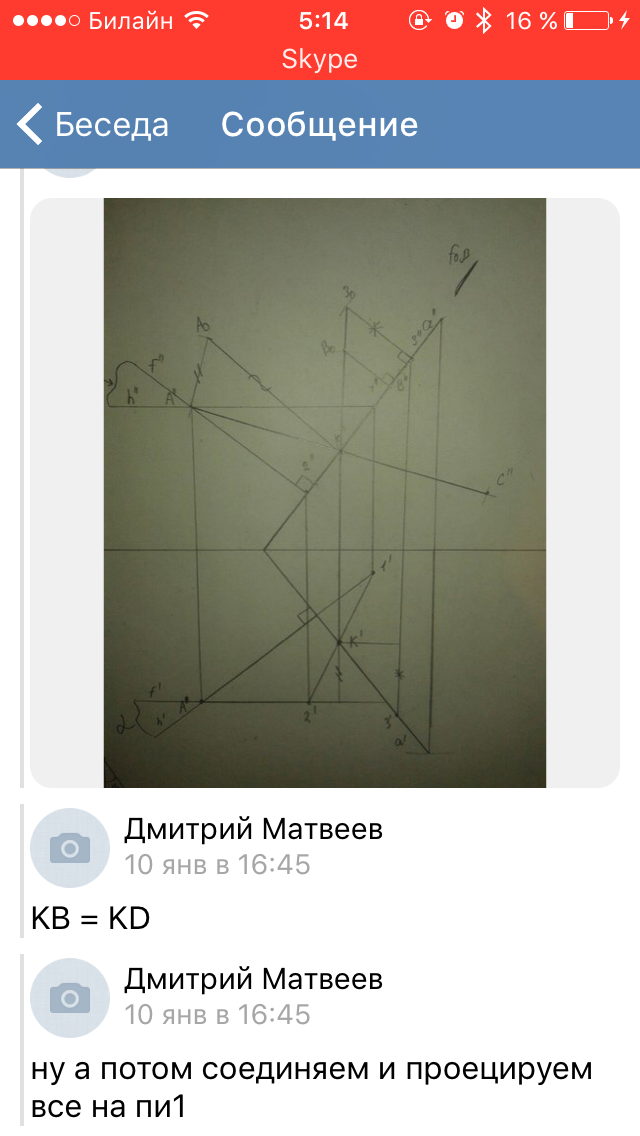 Билайн 5:14 16 %
Skype
Беседа Сообщение
f₀β
3₀
A₀
B₀
a"
3"
f"
1"
B"
h"
A"
K"
2"
C"
1'
K'
f'
A'
2'
3'
α
h'
a'
Дмитрий Матвеев
10 янв в 16:45
KB = KD
Дмитрий Матвеев
10 янв в 16:45
ну а потом соединяем и проецируем
все на пи1